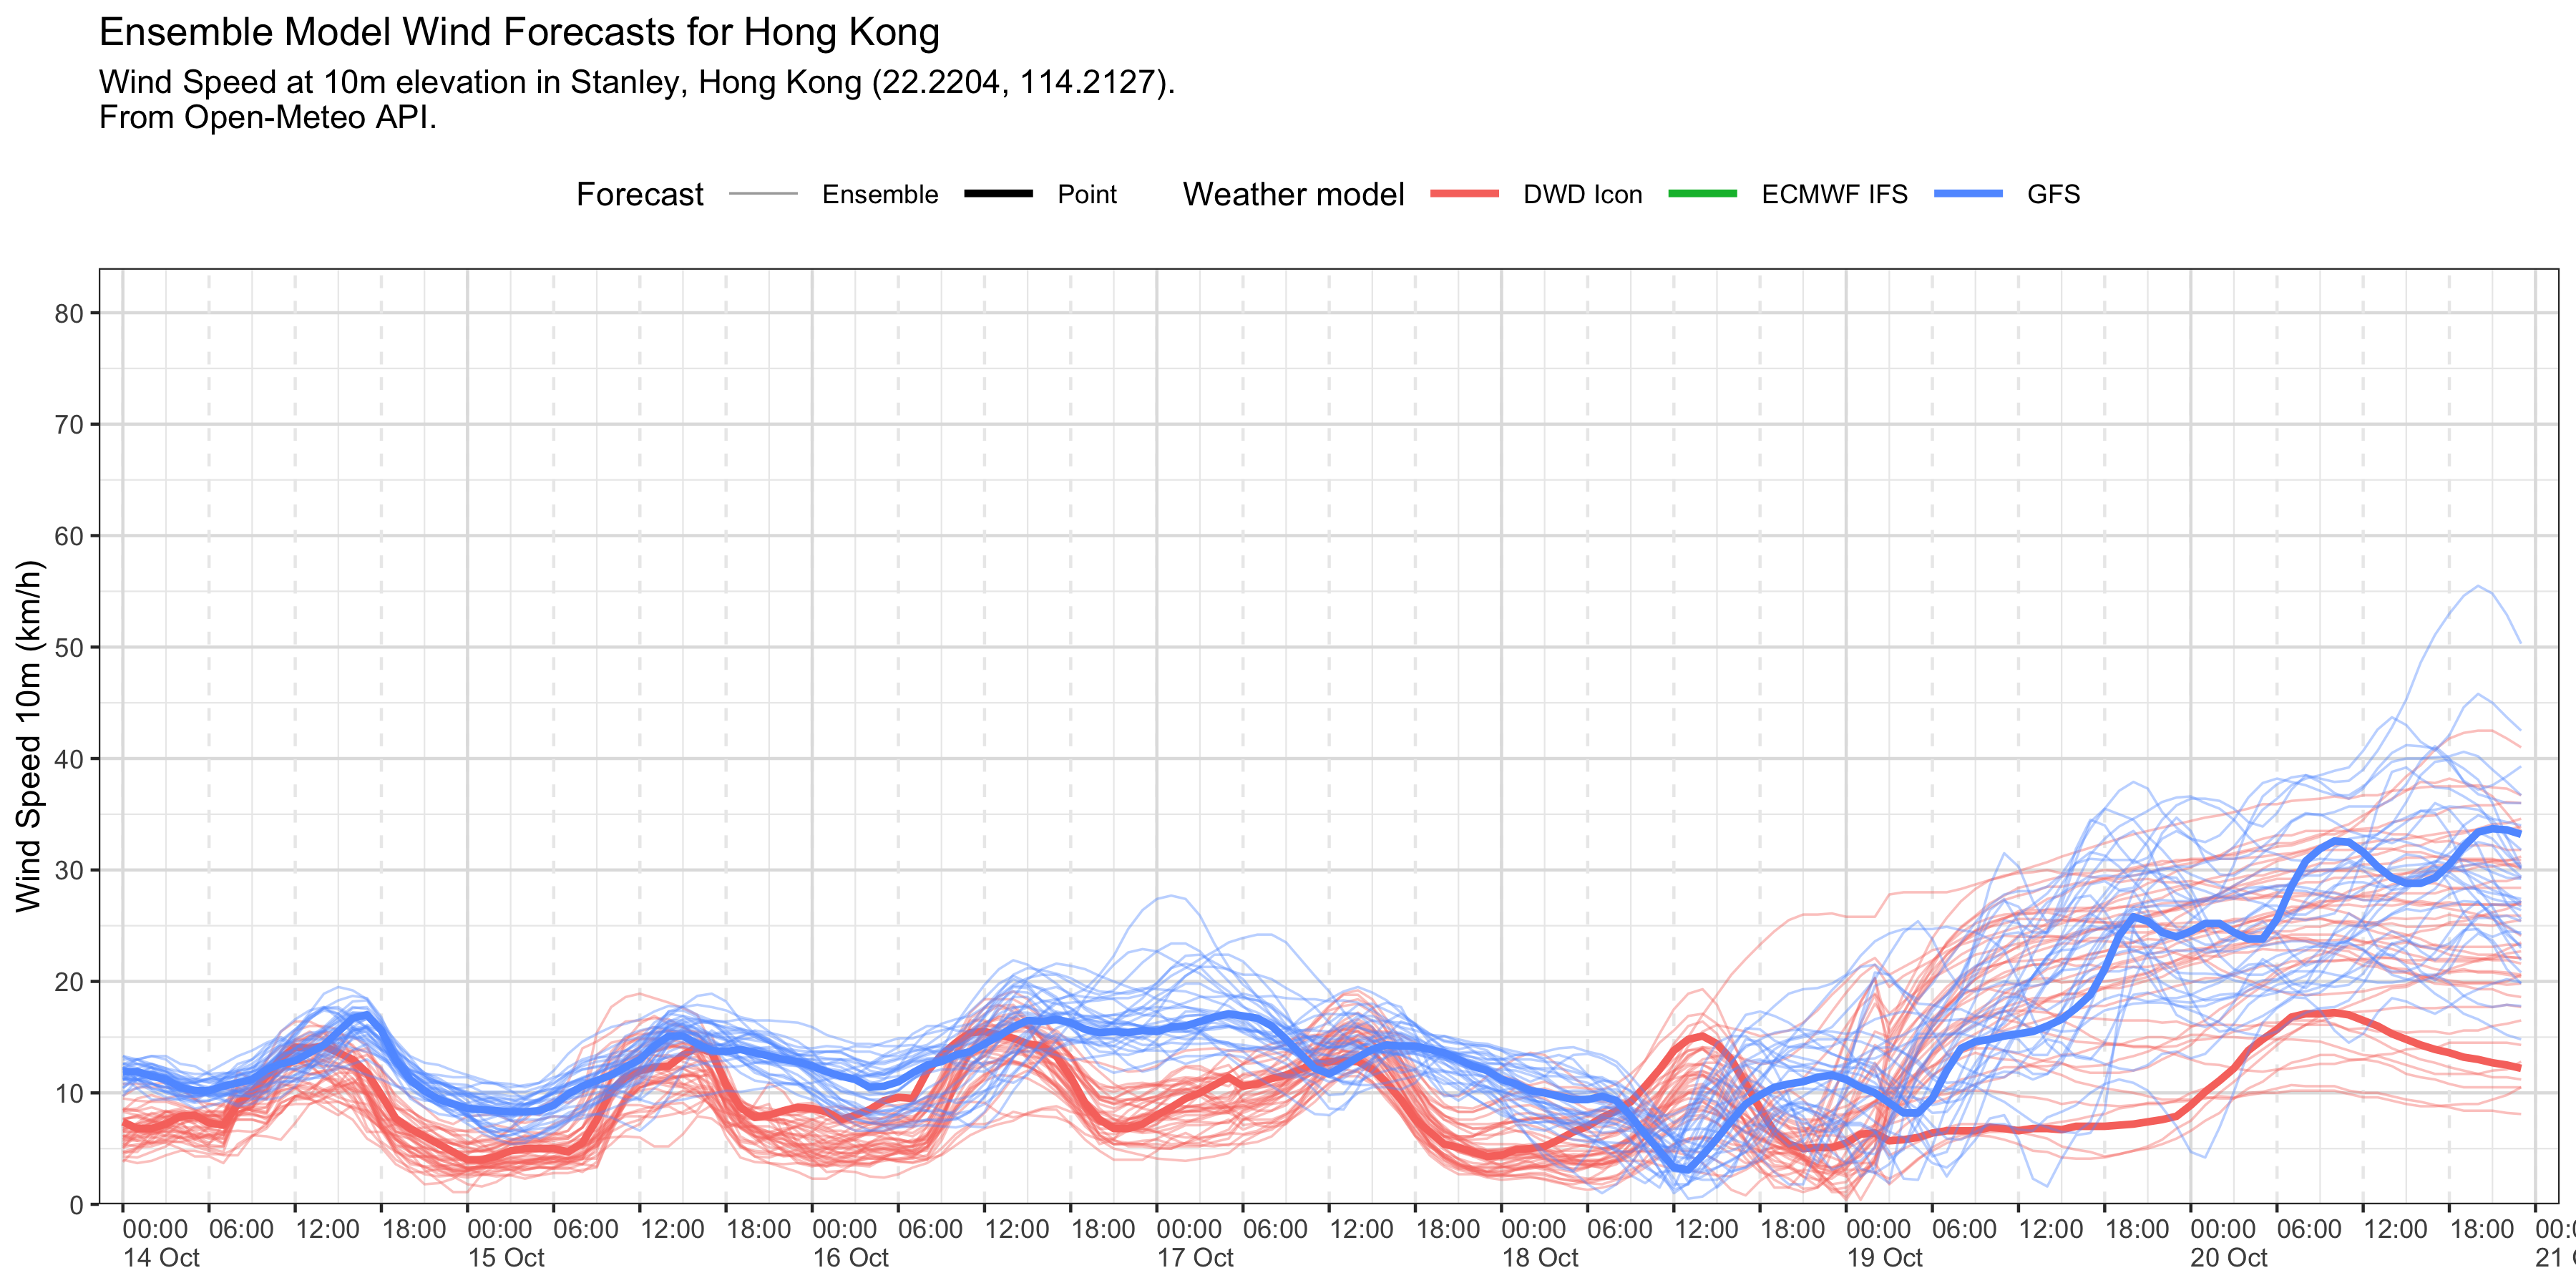 Ensemble Model Wind Forecasts for Hong Kong
Wind Speed at 10m elevation in Stanley, Hong Kong (22.2204, 114.2127).
From Open-Meteo API.
Forecast Ensemble Point Weather model DWD Icon ECMWF IFS GFS
Wind Speed 10m (km/h)
80
70
60
50
40
30
20
10
0
00:00 06:00 12:00 18:00 00:00 06:00 12:00 18:00 00:00 06:00 12:00 18:00 00:00 06:00 12:00 18:00 00:00 06:00 12:00 18:00 00:00 06:00 12:00 18:00 00:00 06:00 12:00 18:00
14 Oct 15 Oct 16 Oct 17 Oct 18 Oct 19 Oct 20 Oct 21